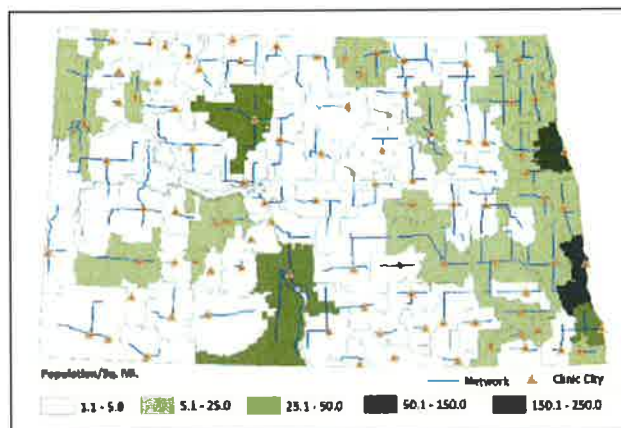 Population/Sq. Mi.
Network
Clinic City
1.1 - 5.0
5.1 - 25.0
25.1 - 50.0
50.1 - 150.0
150.1 - 250.0